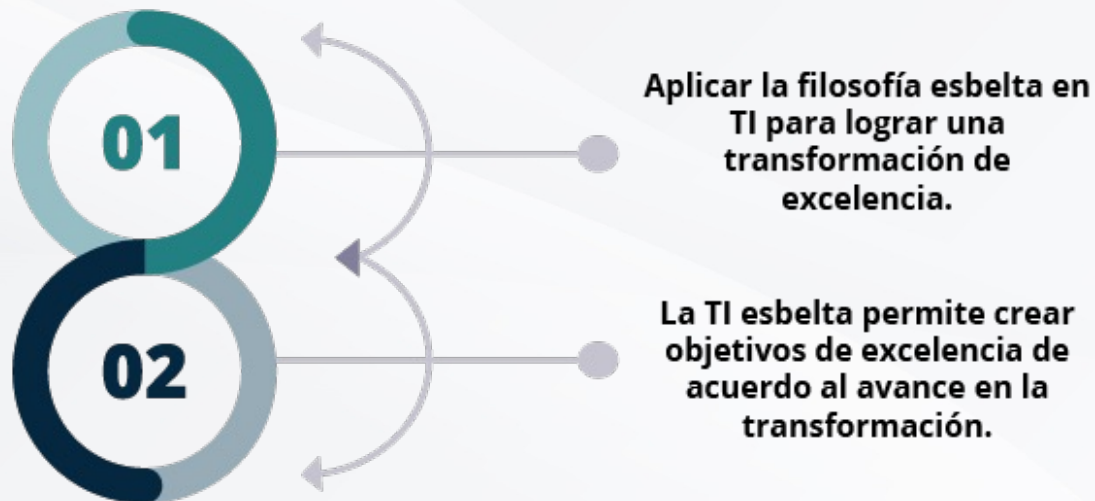 01
Aplicar la filosofía esbelta en
TI para lograr una
transformación de
excelencia.
02
La TI esbelta permite crear
objetivos de excelencia de
acuerdo al avance en la
transformación.